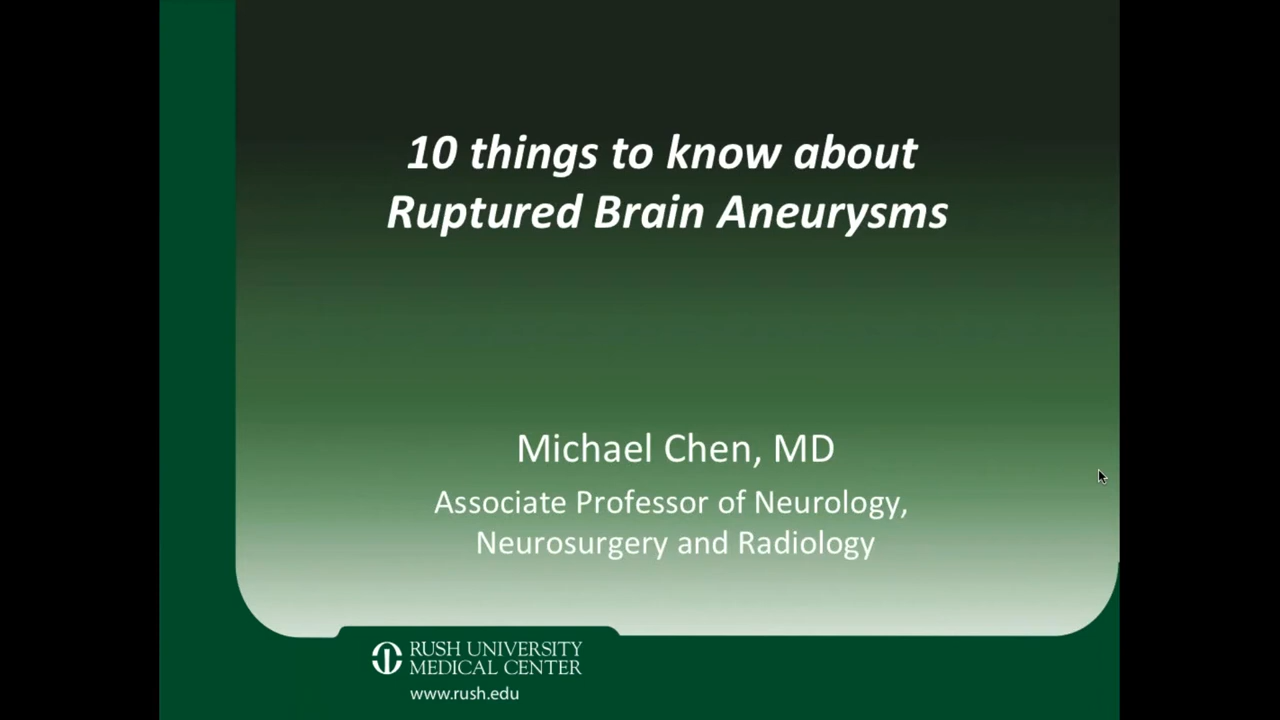 10 things to know about
Ruptured Brain Aneurysms
Michael Chen, MD
Associate Professor of Neurology,
Neurosurgery and Radiology
RUSH UNIVERSITY
MEDICAL CENTER
www.rush.edu